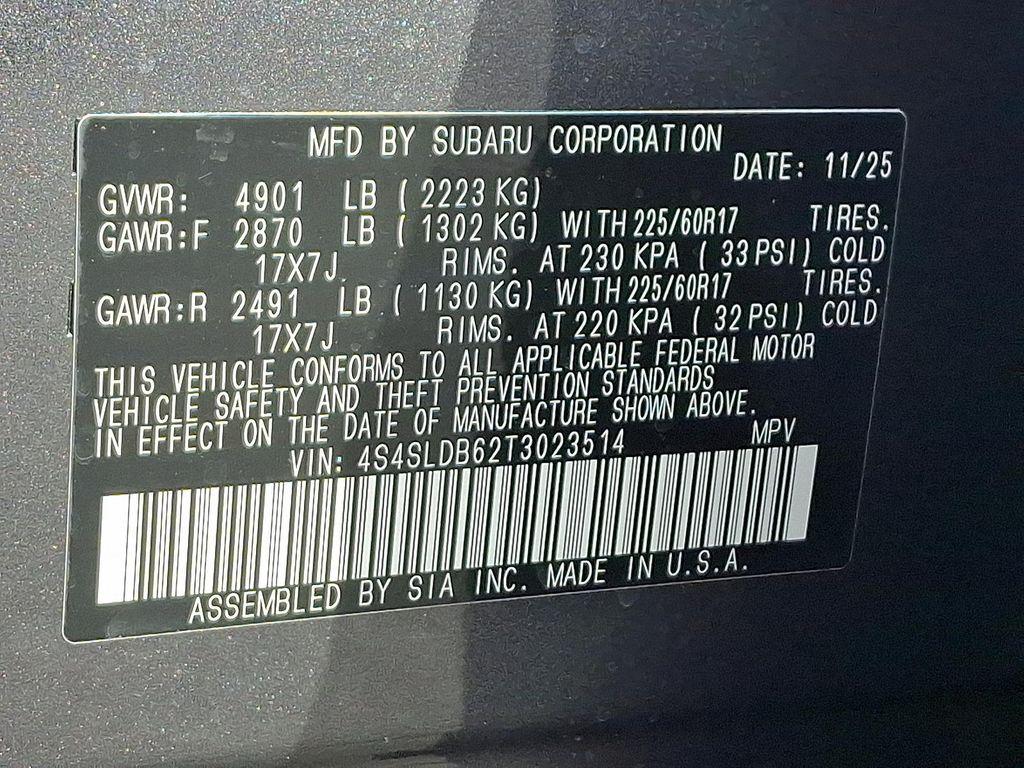 MFD BY SUBARU CORPORATION
DATE: 11/25
GVWR: 4901 LB ( 2223 KG)
GAWR:F 2870 LB ( 1302 KG) WITH 225/60R17 TIRES.
17X7J RIMS. AT 230 KPA ( 33 PSI) COLD
GAWR:R 2491 LB ( 1130 KG) WITH 225/60R17 TIRES.
17X7J RIMS. AT 220 KPA ( 32 PSI) COLD
THIS VEHICLE CONFORMS TO ALL APPLICABLE FEDERAL MOTOR
VEHICLE SAFETY AND THEFT PREVENTION STANDARDS
IN EFFECT ON THE DATE OF MANUFACTURE SHOWN ABOVE.
VIN: 4S4SLDB62T3023514 MPV
ASSEMBLED BY SIA INC. MADE IN U.S.A.